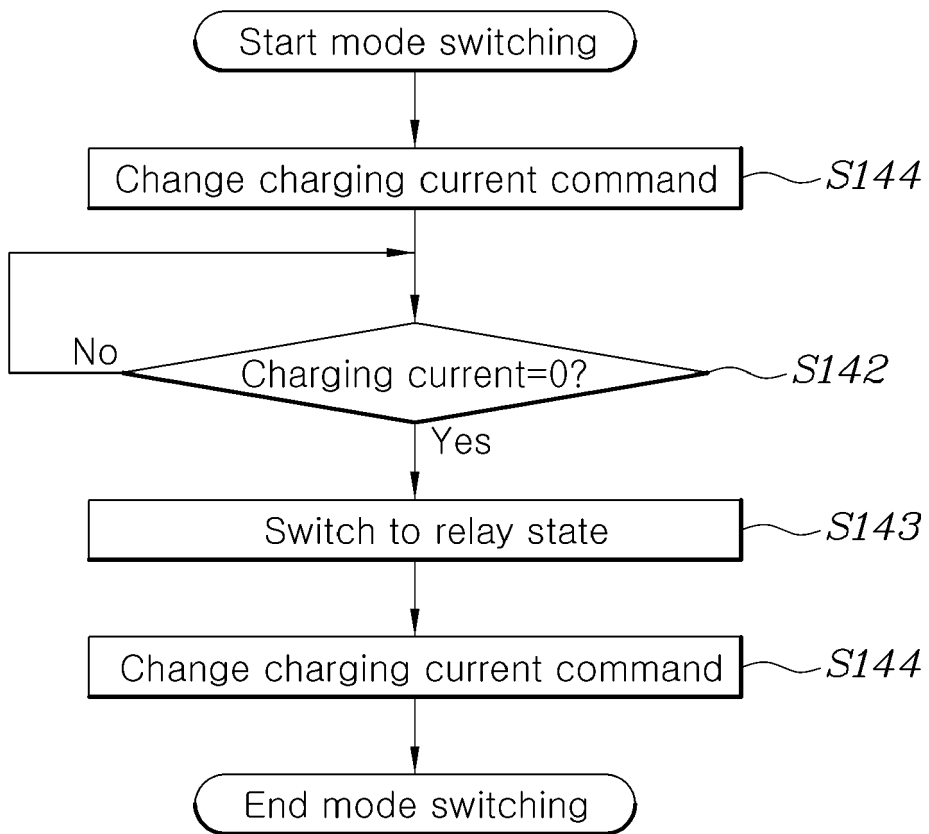 Start mode switching
Change charging current command S144
No Charging current=0? S142
Yes
Switch to relay state S143
Change charging current command S144
End mode switching